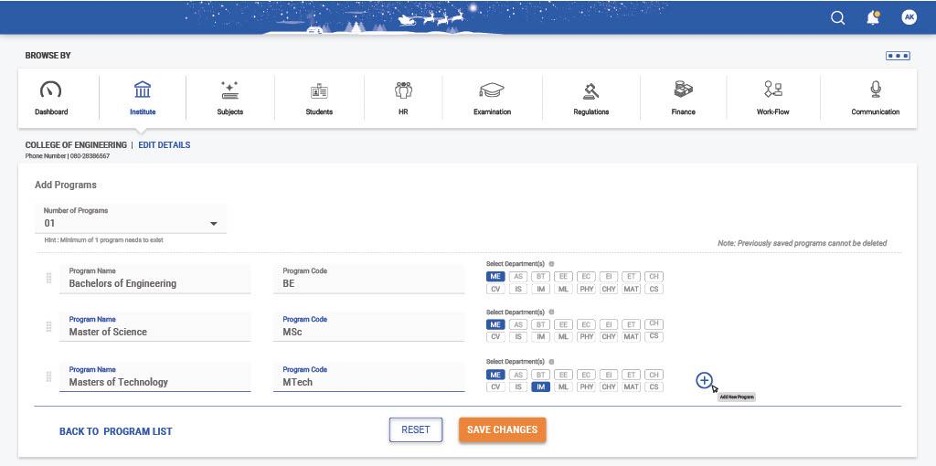 AK
BROWSE BY
Dashboard
Institute
Subjects
Students
HR
Examination
Regulations
Finance
Work-Flow
Communication
COLLEGE OF ENGINEERING | EDIT DETAILS
Phone Number | 080-28386567
Add Programs
Number of Programs
01
Hint : Minimum of 1 program needs to exist
Note: Previously saved programs cannot be deleted
Program Name
Bachelors of Engineering
Program Code
BE
Select Department(s)
ME AS BT EE EC EI ET CH
CV IS IM ML PHY CHY MAT CS
Program Name
Master of Science
Program Code
MSc
Select Department(s)
ME AS BT EE EC EI ET CH
CV IS IM ML PHY CHY MAT CS
Program Name
Masters of Technology
Program Code
MTech
Select Department(s)
ME AS BT EE EC EI ET CH
CV IS IM ML PHY CHY MAT CS
Add New Program
BACK TO PROGRAM LIST
RESET
SAVE CHANGES